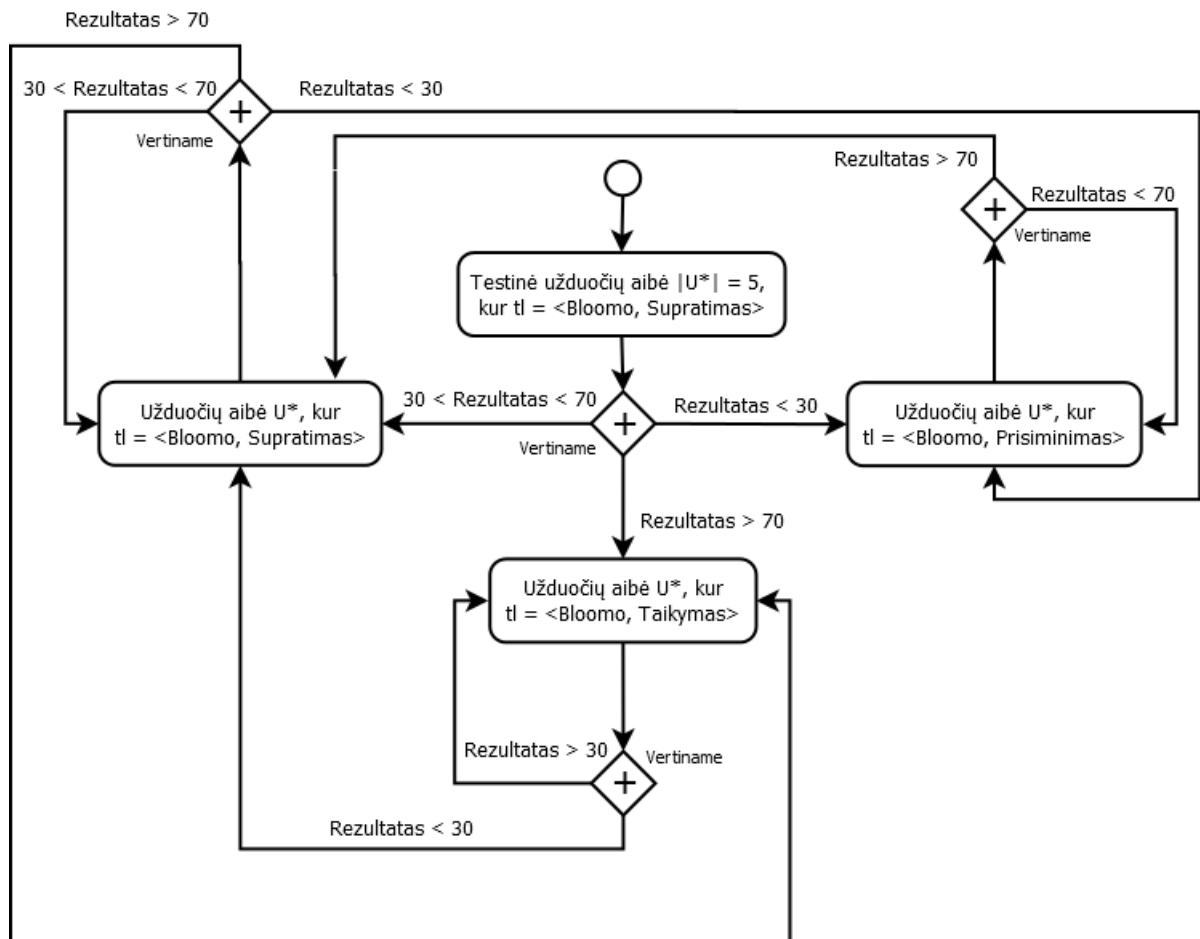 Rezultatas > 70
30 < Rezultatas < 70
Rezultatas < 30
Vertiname
Rezultatas > 70
Rezultatas < 70
Vertiname
Testinė užduočių aibė |U*| = 5,
kur tl = <Bloomo, Supratimas>
Užduočių aibė U*, kur
tl = <Bloomo, Supratimas>
30 < Rezultatas < 70
Vertiname
Rezultatas < 30
Užduočių aibė U*, kur
tl = <Bloomo, Prisiminimas>
Rezultatas > 70
Užduočių aibė U*, kur
tl = <Bloomo, Taikymas>
Rezultatas > 30
Vertiname
Rezultatas < 30